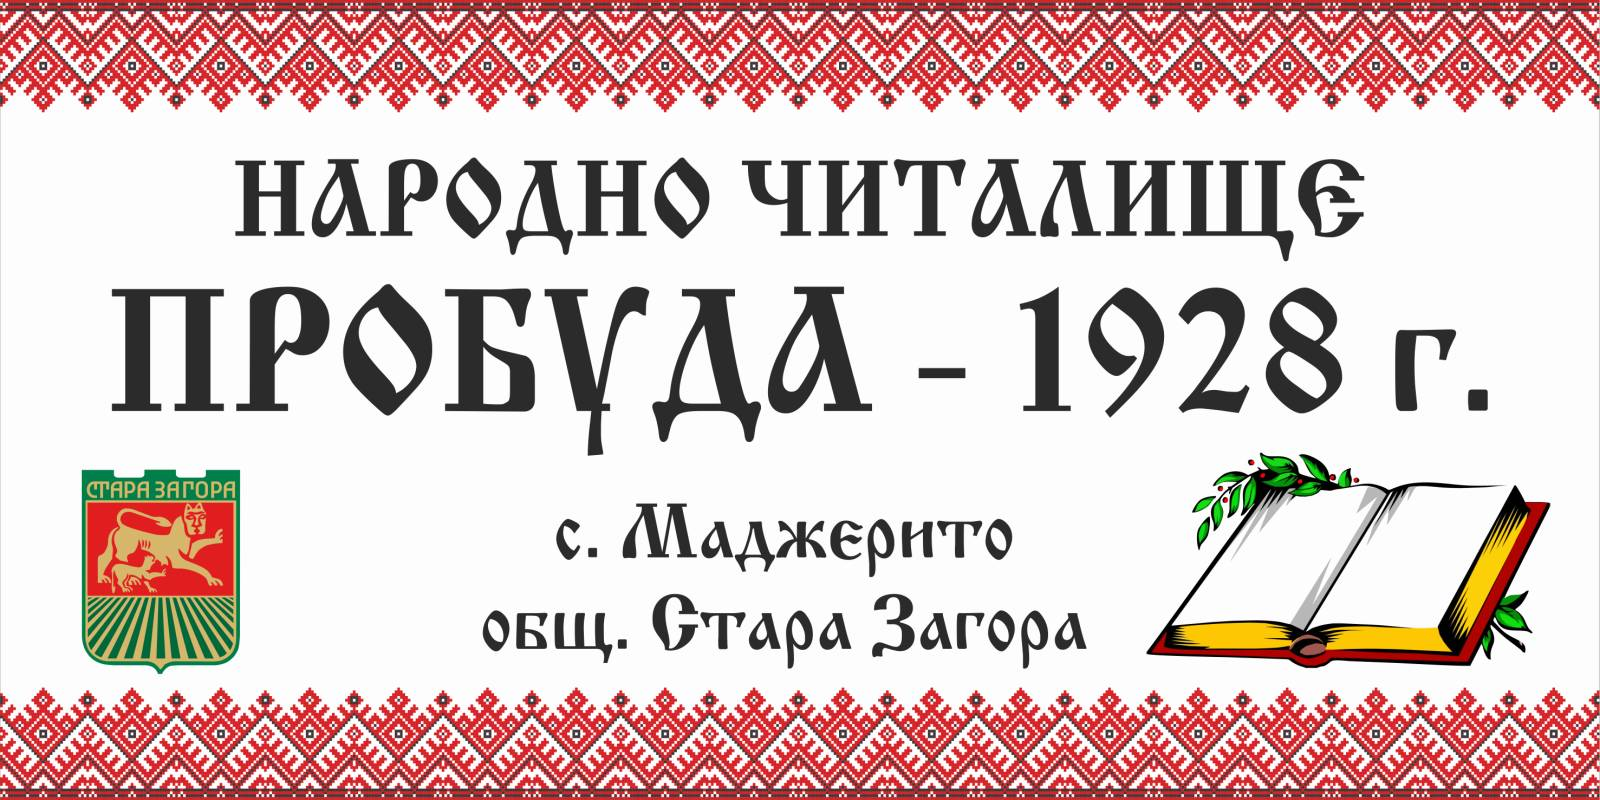 НАРОДНО ЧИТАЛИЩЕ
ПРОБУДА - 1928 г.
СТАРА ЗАГОРА
с. Маджерито
общ. Стара Загора